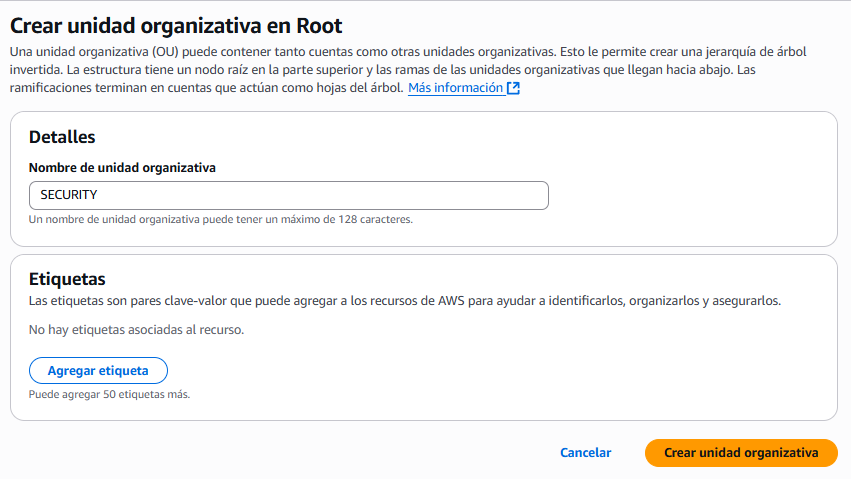 Crear unidad organizativa en Root
Una unidad organizativa (OU) puede contener tanto cuentas como otras unidades organizativas. Esto le permite crear una jerarquía de árbol
invertida. La estructura tiene un nodo raíz en la parte superior y las ramas de las unidades organizativas que llegan hacia abajo. Las
ramificaciones terminan en cuentas que actúan como hojas del árbol. Más información
Detalles
Nombre de unidad organizativa
SECURITY
Un nombre de unidad organizativa puede tener un máximo de 128 caracteres.
Etiquetas
Las etiquetas son pares clave-valor que puede agregar a los recursos de AWS para ayudar a identificarlos, organizarlos y asegurarlos.
No hay etiquetas asociadas al recurso.
Agregar etiqueta
Puede agregar 50 etiquetas más.
Cancelar Crear unidad organizativa